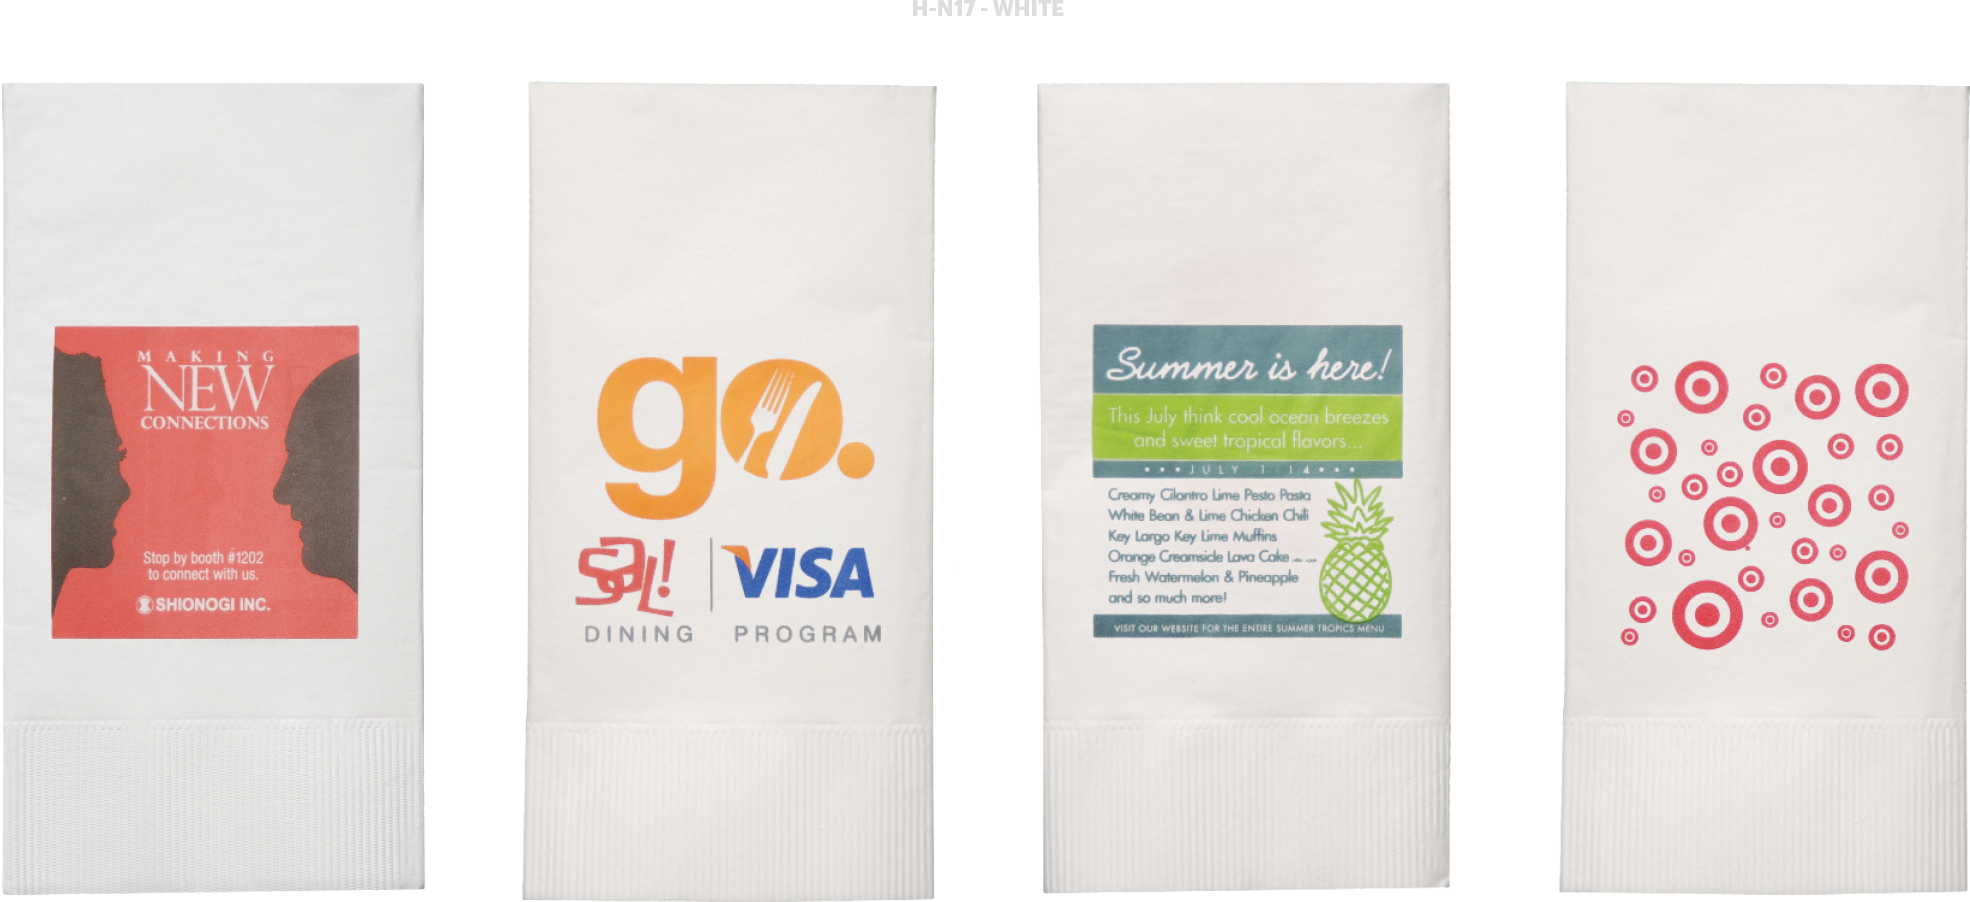 H-N17 - WHITE
MAKING
NEW
CONNECTIONS
Stop by booth #1202
to connect with us.
SHIONOGI INC.
go.
VISA
DINING PROGRAM
Summer is here!
This July think cool ocean breezes
and sweet tropical flavors...
•••JULY 1-14•••
Creamy Cilantro Lime Pesto Pasta
White Bean & Lime Chicken Chili
Key Largo Key Lime Muffins
Orange Creamside Lava Cake
Fresh Watermelon & Pineapple
and so much more!
VISIT OUR WEBSITE FOR THE ENTIRE SUMMER TROPICS MENU